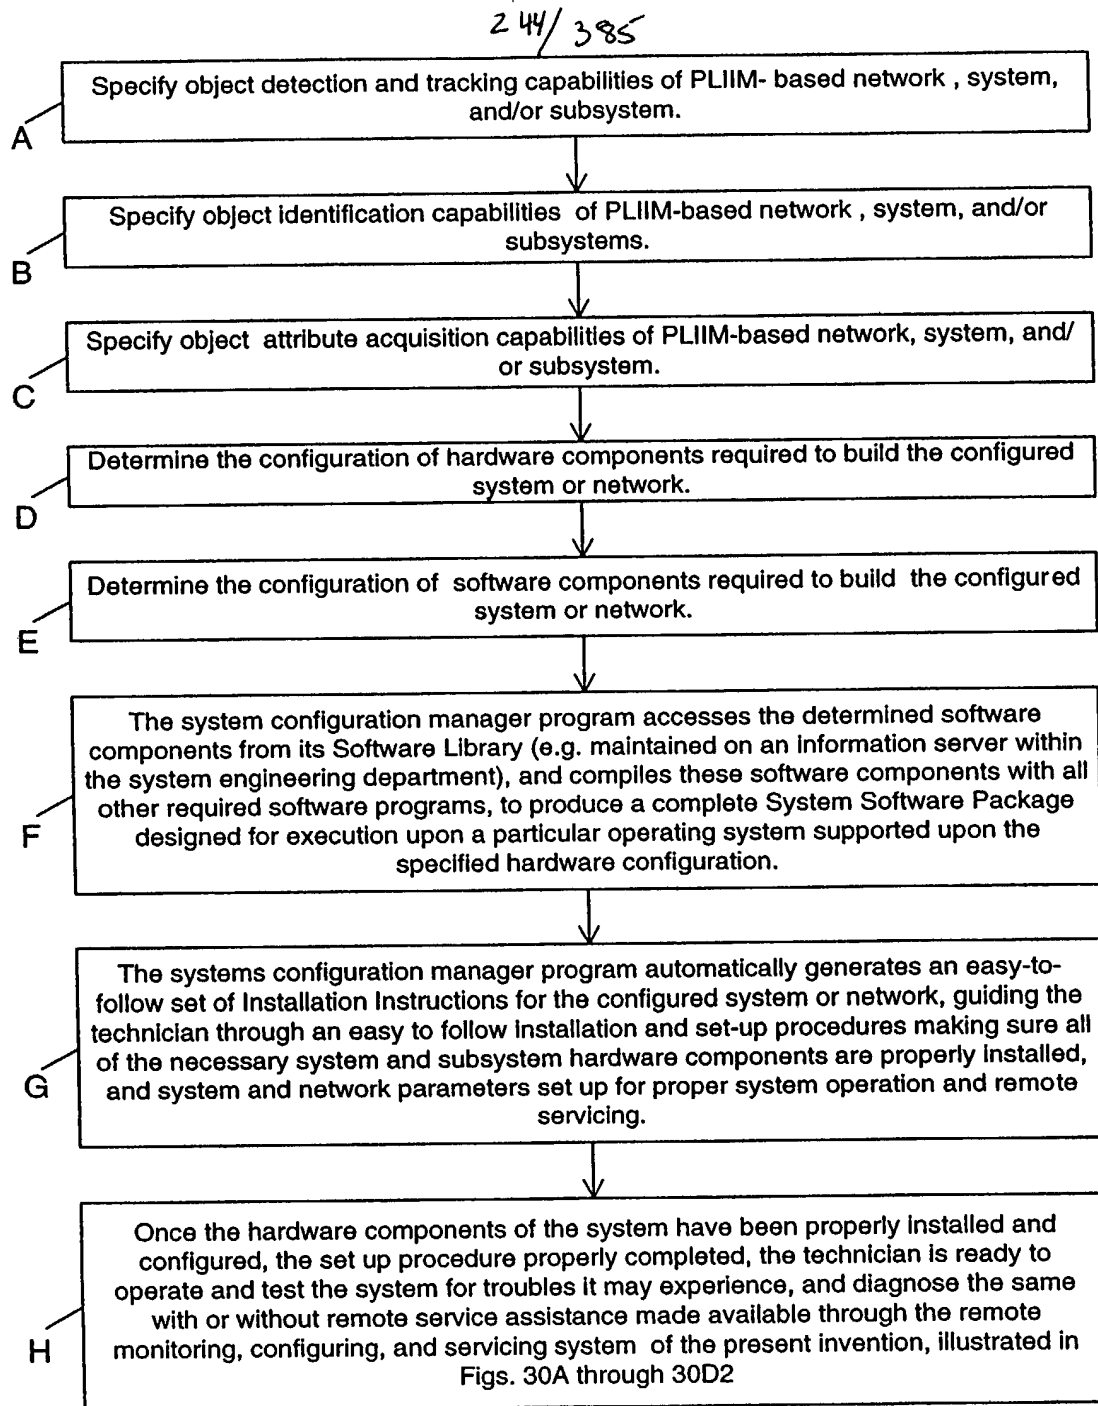 244/385
Specify object detection and tracking capabilities of PLIIM- based network , system,
and/or subsystem.
A
Specify object identification capabilities of PLIIM-based network , system, and/or
subsystems.
B
Specify object attribute acquisition capabilities of PLIIM-based network, system, and/
or subsystem.
C
Determine the configuration of hardware components required to build the configured
system or network.
D
Determine the configuration of software components required to build the configured
system or network.
E
The system configuration manager program accesses the determined software
components from its Software Library (e.g. maintained on an information server within
the system engineering department), and compiles these software components with all
other required software programs, to produce a complete System Software Package
designed for execution upon a particular operating system supported upon the
specified hardware configuration.
F
The systems configuration manager program automatically generates an easy-to-
follow set of Installation Instructions for the configured system or network, guiding the
technician through an easy to follow installation and set-up procedures making sure all
of the necessary system and subsystem hardware components are properly installed,
and system and network parameters set up for proper system operation and remote
servicing.
G
Once the hardware components of the system have been properly installed and
configured, the set up procedure properly completed, the technician is ready to
operate and test the system for troubles it may experience, and diagnose the same
with or without remote service assistance made available through the remote
monitoring, configuring, and servicing system of the present invention, illustrated in
Figs. 30A through 30D2
H